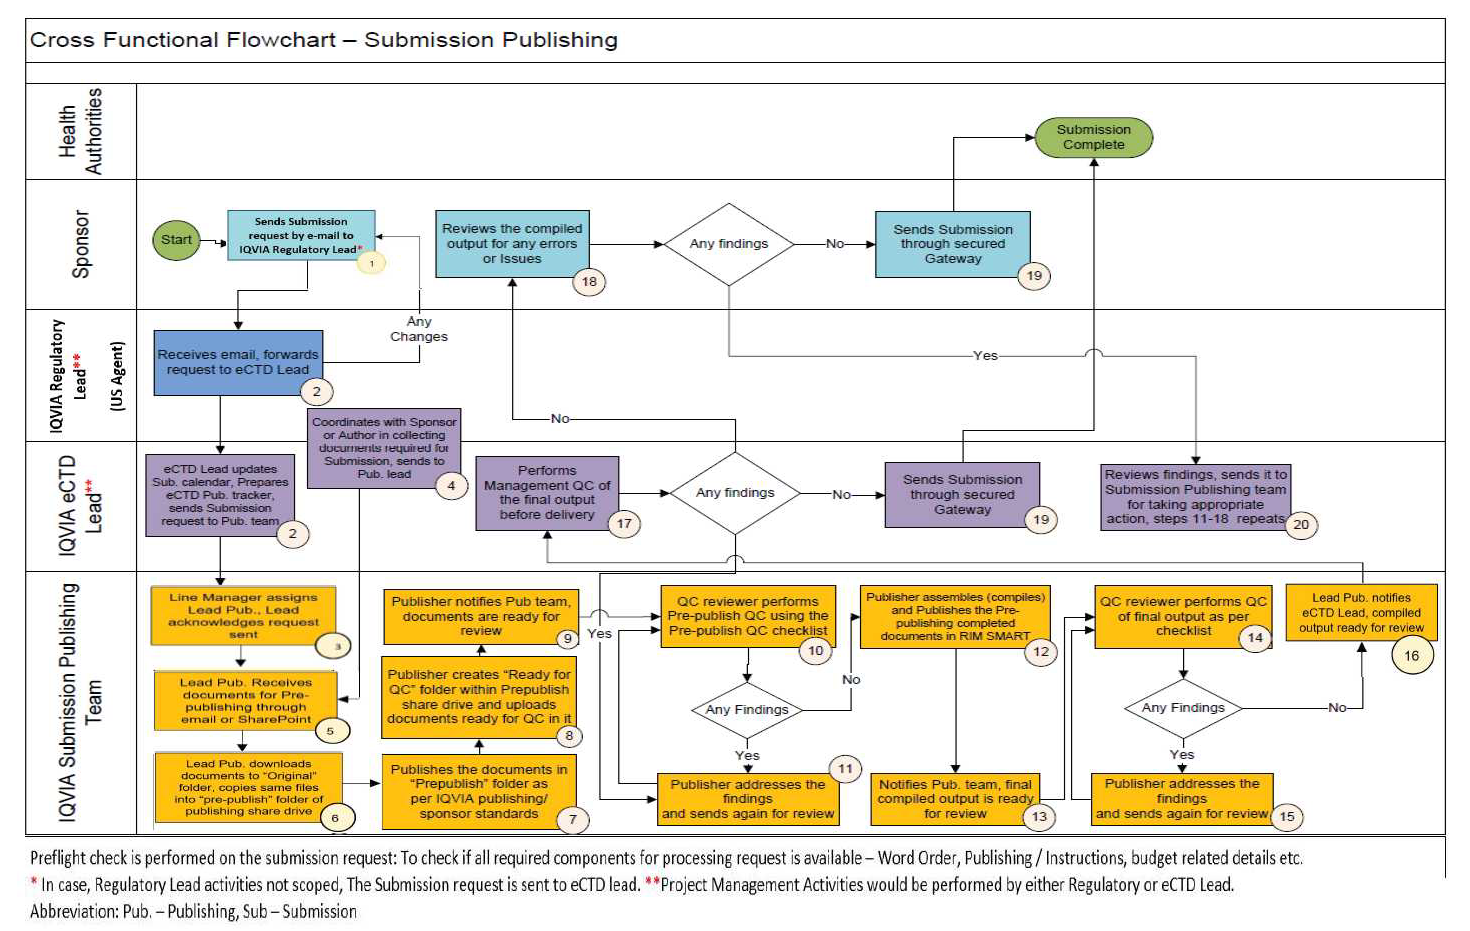 Cross Functional Flowchart – Submission Publishing
Health
Authorities
Submission
Complete
Sponsor
Start
Sends Submission
request by e-mail to
IQVIA Regulatory Lead*
1
Reviews the compiled
output for any errors
or Issues
18
Any findings
No
Sends Submission
through secured
Gateway
19
IQVIA Regulatory
Lead**
(US Agent)
Any
Changes
Receives email, forwards
request to eCTD Lead
2
Yes
No
IQVIA eCTD
Lead**
eCTD Lead updates
Sub. calendar, Prepares
eCTD Pub. tracker,
sends Submission
request to Pub. team
2
Coordinates with Sponsor
or Author in collecting
documents required for
Submission, sends to
Pub. lead
4
Performs
Management QC of
the final output
before delivery
17
Any findings
No
Sends Submission
through secured
Gateway
19
Reviews findings, sends it to
Submission Publishing team
for taking appropriate
action, steps 11-18 repeats
20
IQVIA Submission Publishing
Team
Line Manager assigns
Lead Pub., Lead
acknowledges request
sent
3
Lead Pub. Receives
documents for Pre-
publishing through
email or SharePoint
5
Lead Pub. downloads
documents to “Original”
folder, copies same files
into “pre-publish” folder of
publishing share drive
6
Publisher notifies Pub team,
documents are ready for
review
9
Publisher creates “Ready for
QC” folder within Prepublish
share drive and uploads
documents ready for QC in it
8
Publishes the documents in
“Prepublish” folder as
per IQVIA publishing/
sponsor standards
7
Yes
QC reviewer performs
Pre-publish QC using the
Pre-publish QC checklist
10
Any Findings
No
Yes
Publisher addresses the
findings
and sends again for review
11
Publisher assembles (compiles)
and Publishes the Pre-
publishing completed
documents in RIM SMART
12
Notifies Pub. team, final
compiled output is ready
for review
13
QC reviewer performs QC
of final output as per
checklist
14
Any Findings
No
Yes
Publisher addresses the
findings
and sends again for review
15
Lead Pub. notifies
eCTD Lead, compiled
output ready for review
16
Preflight check is performed on the submission request: To check if all required components for processing request is available – Word Order, Publishing / Instructions, budget related details etc.
* In case, Regulatory Lead activities not scoped, The Submission request is sent to eCTD lead. **Project Management Activities would be performed by either Regulatory or eCTD Lead.
Abbreviation: Pub. – Publishing, Sub – Submission